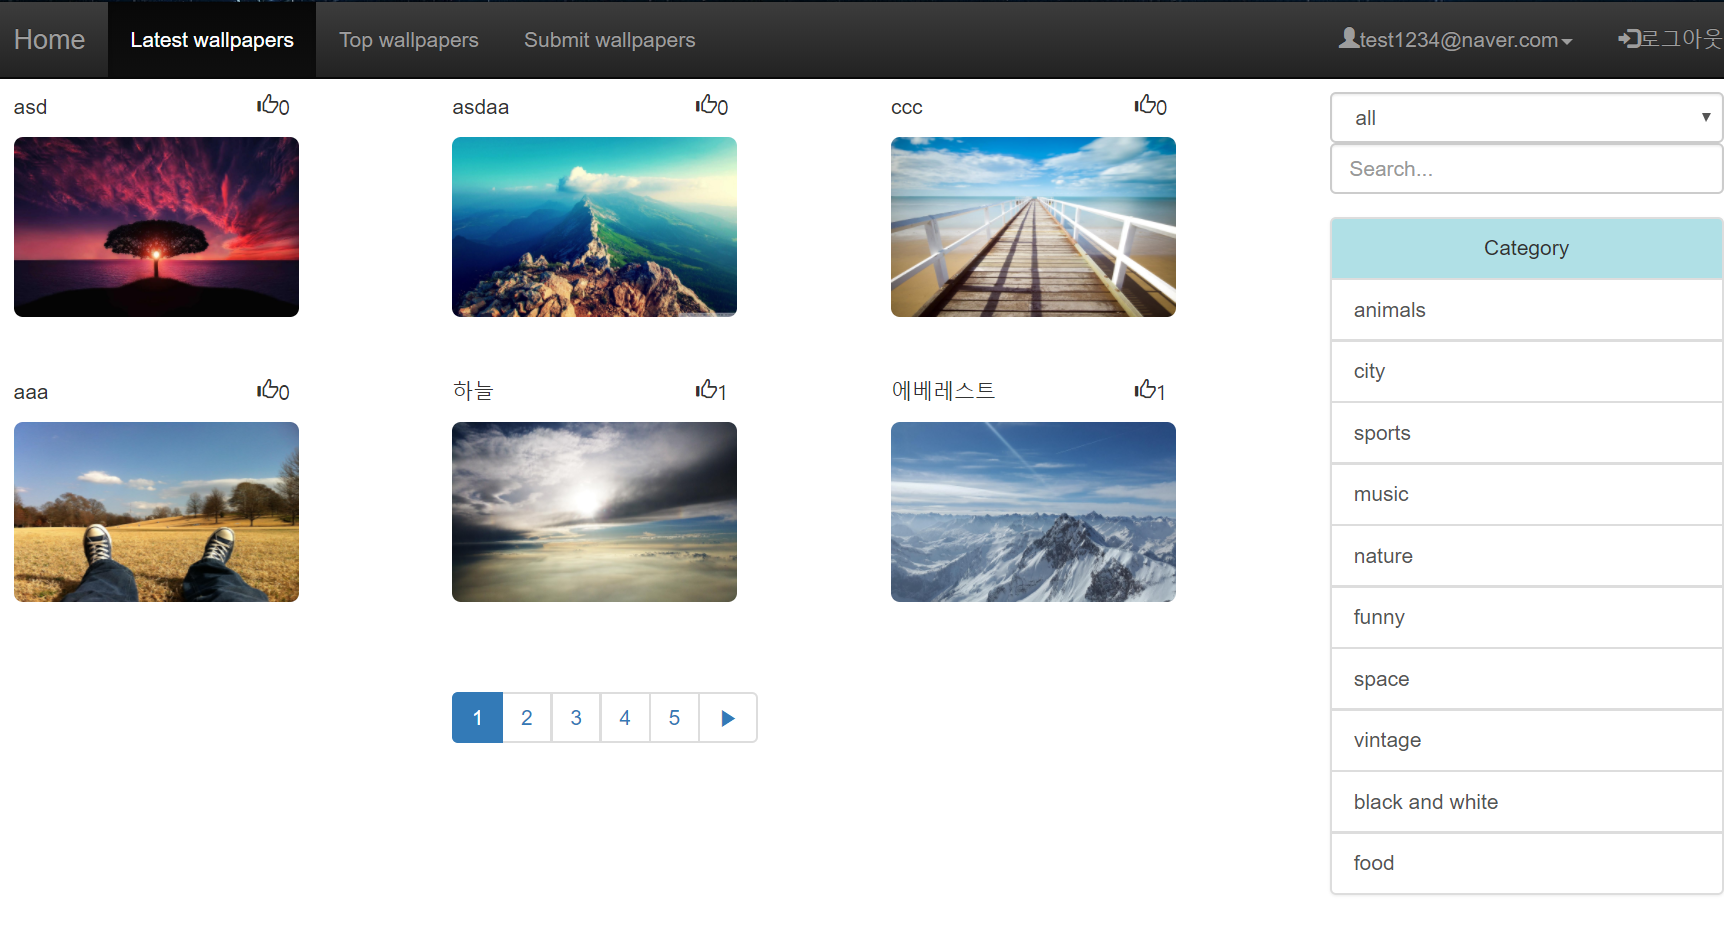 Home Latest wallpapers Top wallpapers Submit wallpapers test1234@naver.com 로그아웃
asd 0
asdaa 0
ccc 0
aaa 0
하늘 1
에베레스트 1
1 2 3 4 5
all
Search...
Category
animals
city
sports
music
nature
funny
space
vintage
black and white
food